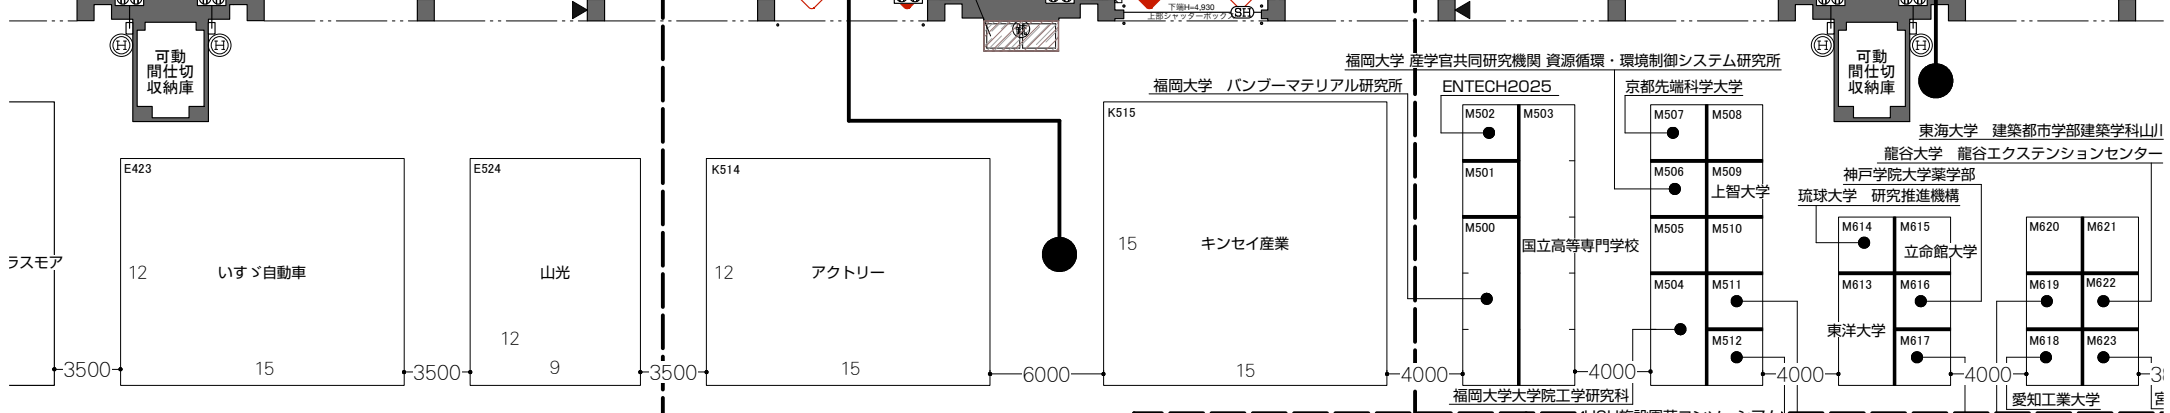 下端H=4,930
上部シャッターボックス
SH
H
可動
間仕切
収納庫
H
H
可動
間仕切
収納庫
H
福岡大学 産学官共同研究機関 資源循環・環境制御システム研究所
福岡大学　バンブーマテリアル研究所
ENTECH2025
京都先端科学大学
東海大学　建築都市学部建築学科山川
龍谷大学　龍谷エクステンションセンター
神戸学院大学薬学部
琉球大学　研究推進機構
ラスモア
E423
12
いすゞ自動車
15
E524
山光
12
9
K514
12
アクトリー
15
K515
15
キンセイ産業
15
M502
M503
M501
M500
国立高等専門学校
M507
M508
M506
M509
上智大学
M505
M510
M504
M511
M512
M614
M615
立命館大学
M613
M616
東洋大学
M617
M620
M621
M619
M622
M618
M623
3500
3500
3500
6000
4000
4000
4000
4000
福岡大学大学院工学研究科
愛知工業大学